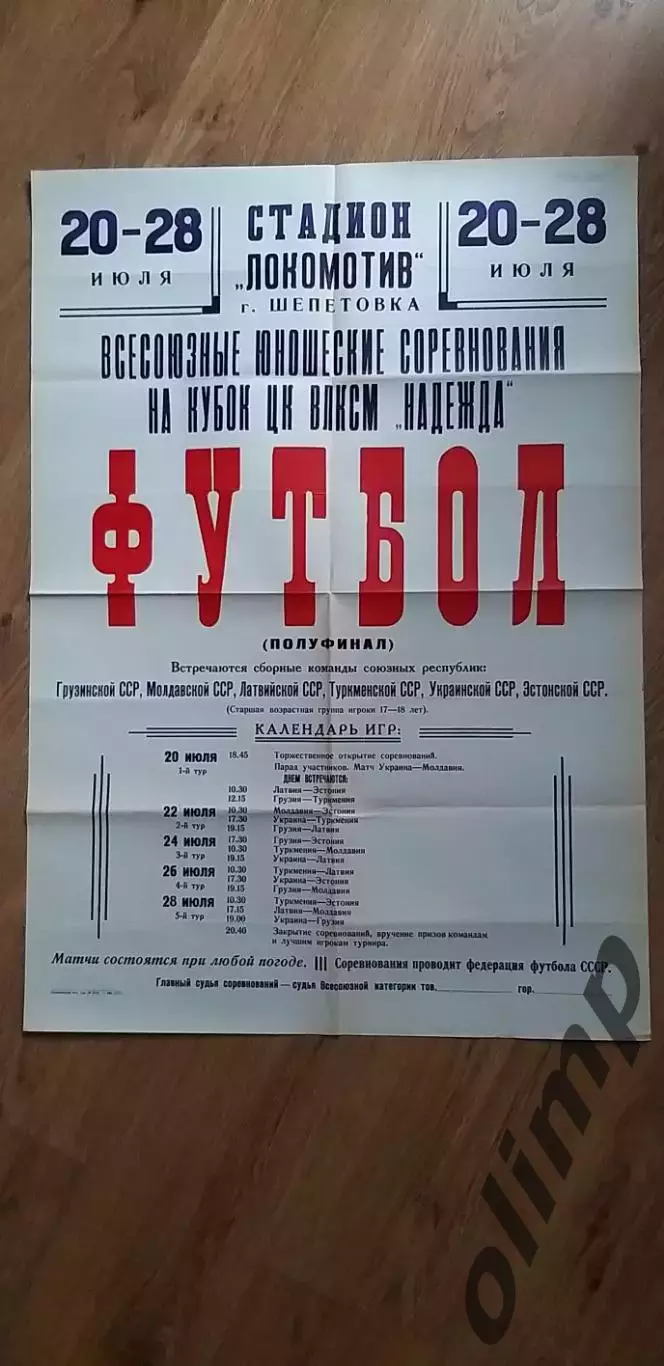 20-28
ИЮЛЯ
СТАДИОН
„ЛОКОМОТИВ“
г. ШЕПЕТОВКА
20-28
ИЮЛЯ
ВСЕСОЮЗНЫЕ ЮНОШЕСКИЕ СОРЕВНОВАНИЯ
НА КУБОК ЦК ВЛКСМ „НАДЕЖДА“
ФУТБОЛ
(ПОЛУФИНАЛ)
Встречаются сборные команды союзных республик:
Грузинской ССР, Молдавской ССР, Латвийской ССР, Туркменской ССР, Украинской ССР, Эстонской ССР.
(Старшая возрастная группа игроки 17—18 лет).
КАЛЕНДАРЬ ИГР:
20 июля 18.45 Торжественное открытие соревнований.
1-й тур Парад участников. Матч Украина—Молдавия.
ДНЕМ ВСТРЕЧАЮТСЯ:
10.30 Латвия—Эстония
12.15 Грузия—Туркмения
22 июля 10.30 Молдавия—Эстония
2-й тур 17.30 Украина—Туркмения
19.15 Грузия—Латвия
24 июля 17.30 Грузия—Эстония
3-й тур 10.30 Туркмения—Молдавия
19.15 Украина—Латвия
26 июля 10.30 Туркмения—Латвия
4-й тур 17.30 Украина—Эстония
19.15 Грузия—Молдавия
28 июля 10.30 Туркмения—Эстония
5-й тур 17.15 Латвия—Молдавия
19.00 Украина—Грузия
20.40 Закрытие соревнований, вручение призов командам
и лучшим игрокам турнира.
Матчи состоятся при любой погоде. ||| Соревнования проводит федерация футбола СССР.
Главный судья соревнований—судья Всесоюзной категории тов. гор.
olimp